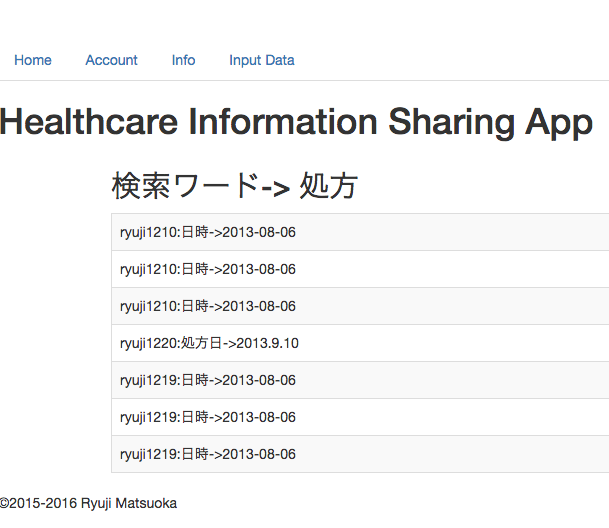 Home Account Info Input Data
Healthcare Information Sharing App
検索ワード-> 処方
ryuji1210:日時->2013-08-06
ryuji1210:日時->2013-08-06
ryuji1210:日時->2013-08-06
ryuji1220:処方日->2013.9.10
ryuji1219:日時->2013-08-06
ryuji1219:日時->2013-08-06
ryuji1219:日時->2013-08-06
©2015-2016 Ryuji Matsuoka